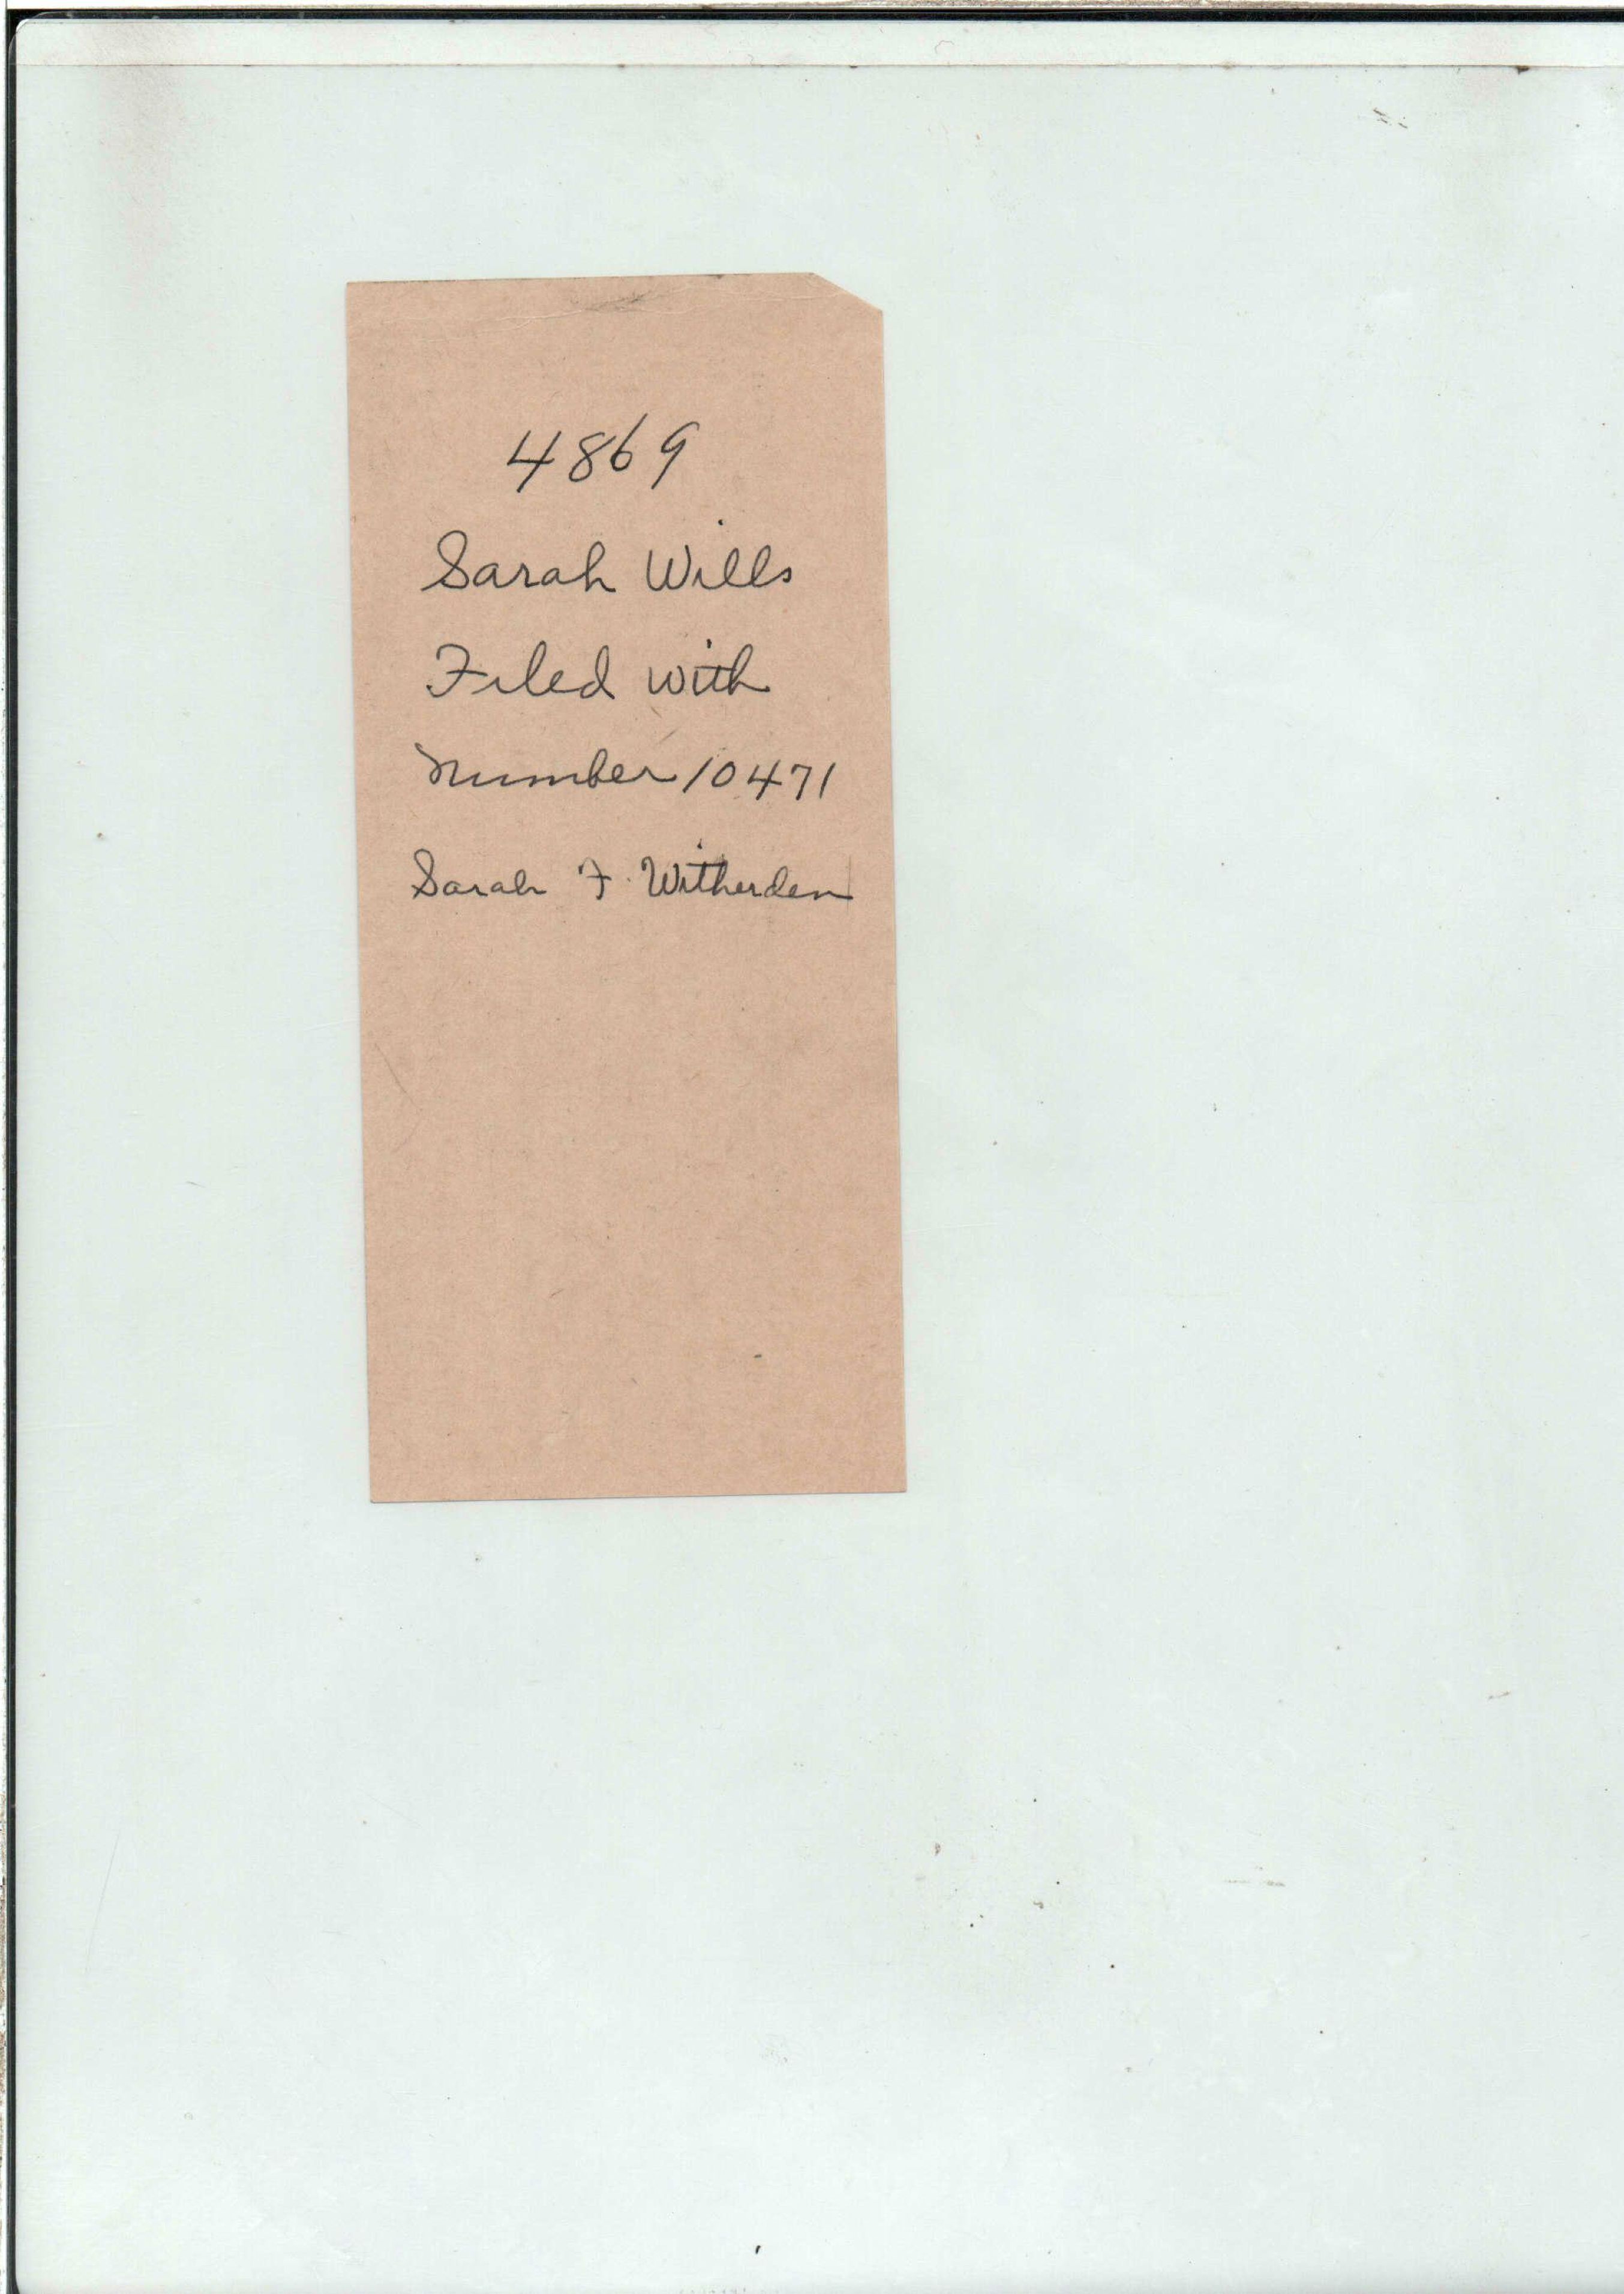 4869
Sarah Wills
Filed with
Number 10471
Sarah F. Witherden